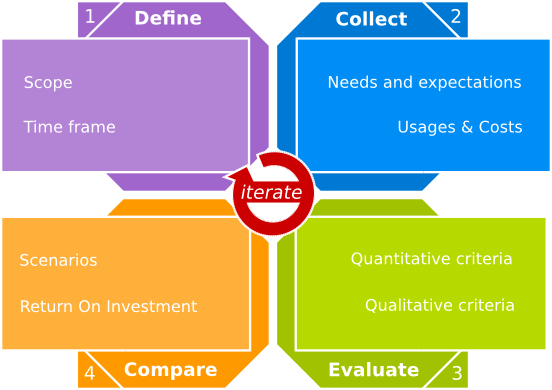 1
Define
Scope
Time frame
Collect
2
Needs and expectations
Usages & Costs
iterate
Scenarios
Return On Investment
4
Compare
Quantitative criteria
Qualitative criteria
Evaluate
3